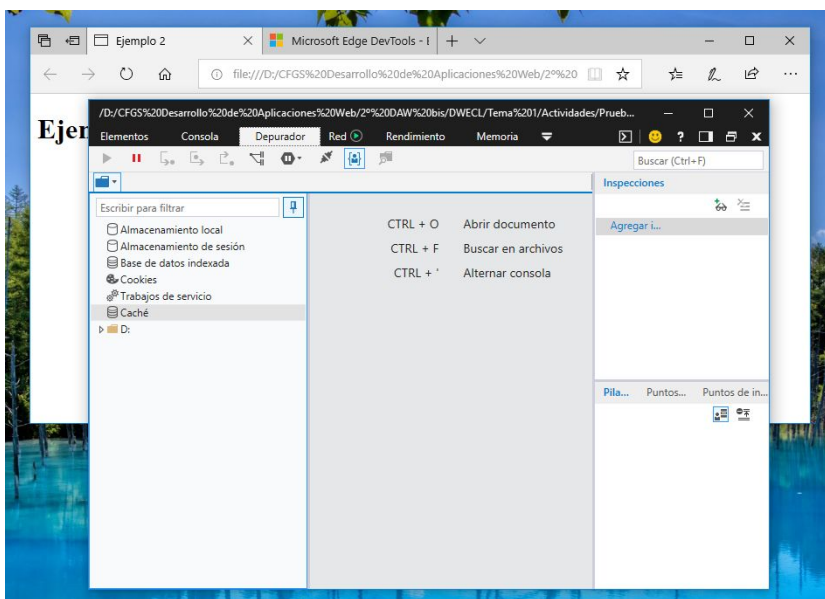 Ejemplo 2
Microsoft Edge DevTools - E
file:///D:/CFGS%20Desarrollo%20de%20Aplicaciones%20Web/2º%20
Ejer
/D:/CFGS%20Desarrollo%20de%20Aplicaciones%20Web/2º%20DAW%20bis/DWECL/Tema%201/Actividades/Prueb...
Elementos Consola Depurador Red Rendimiento Memoria
Buscar (Ctrl+F)
Inspecciones
Escribir para filtrar
Agregar i...
Almacenamiento local
Almacenamiento de sesión
Base de datos indexada
Cookies
Trabajos de servicio
Caché
D:
CTRL + O Abrir documento
CTRL + F Buscar en archivos
CTRL + ' Alternar consola
Pila... Puntos... Puntos de in...